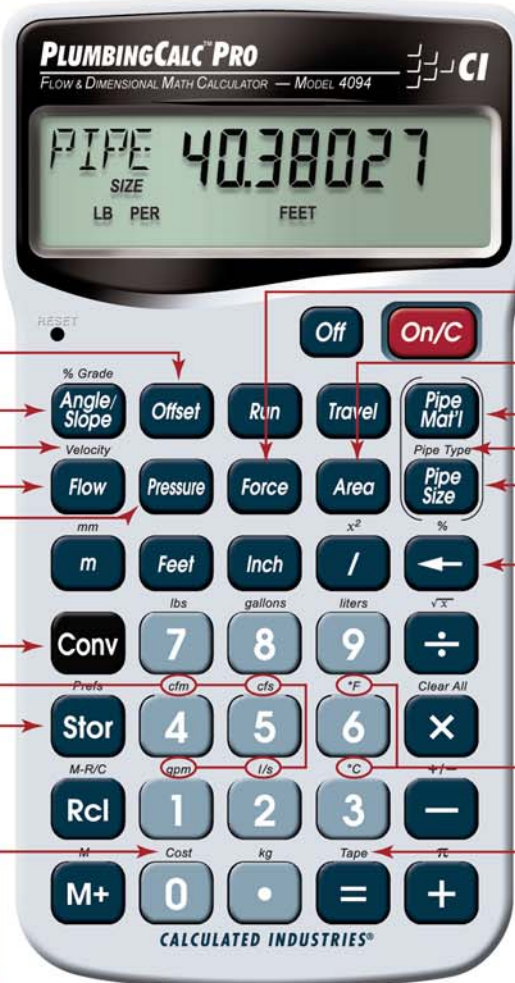 PLUMBINGCALC™ PRO
CI
FLOW & DIMENSIONAL MATH CALCULATOR — MODEL 4094
PIPE 40.38027
SIZE
LB PER FEET
RESET
Off On/C
% Grade
Angle/Slope Offset Run Travel Pipe Mat'l
Velocity Pipe Type
Flow Pressure Force Area Pipe Size
mm x² %
m Feet Inch / ←
lbs gallons liters √x
Conv 7 8 9 ÷
Prefs cfm cfs °F Clear All
Stor 4 5 6 ×
M-R/C gpm l/s °C +/−
Rcl 1 2 3 −
M Cost kg Tape π
M+ 0 • = +
CALCULATED INDUSTRIES®